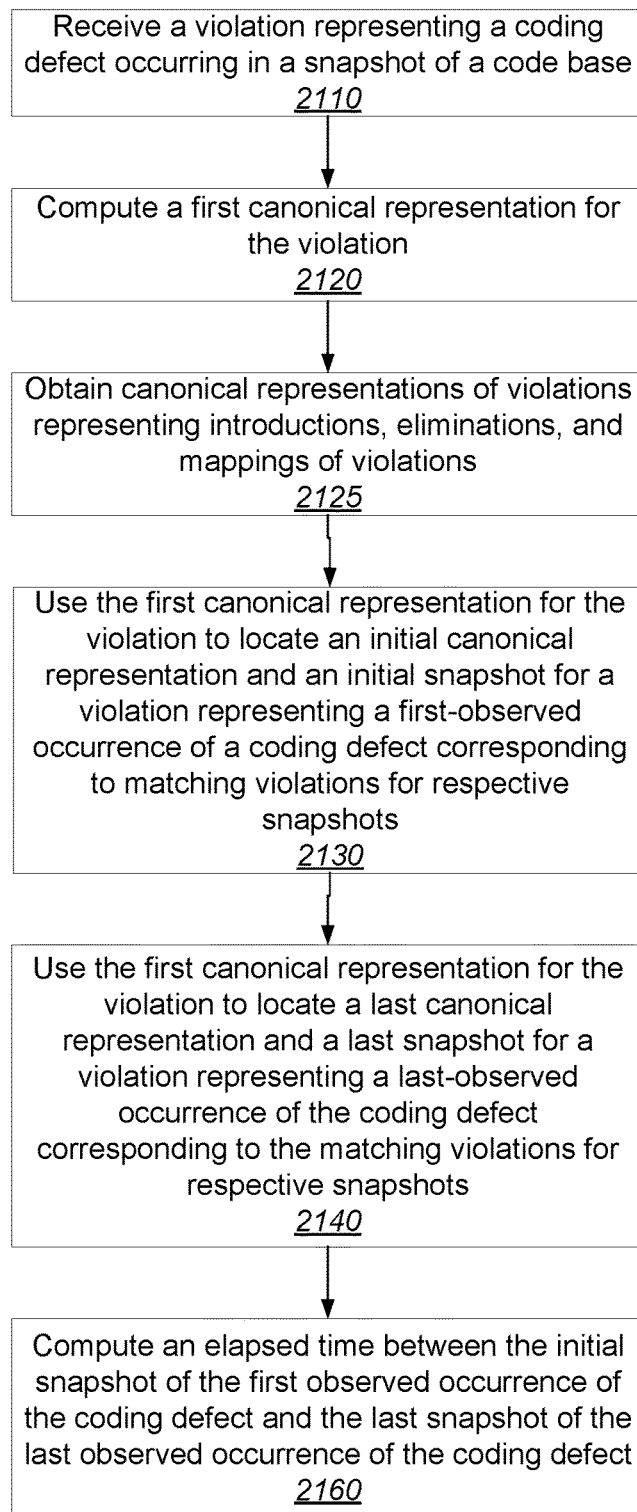 Receive a violation representing a coding
defect occurring in a snapshot of a code base
2110
Compute a first canonical representation for
the violation
2120
Obtain canonical representations of violations
representing introductions, eliminations, and
mappings of violations
2125
Use the first canonical representation for the
violation to locate an initial canonical
representation and an initial snapshot for a
violation representing a first-observed
occurrence of a coding defect corresponding
to matching violations for respective
snapshots
2130
Use the first canonical representation for the
violation to locate a last canonical
representation and a last snapshot for a
violation representing a last-observed
occurrence of the coding defect
corresponding to the matching violations for
respective snapshots
2140
Compute an elapsed time between the initial
snapshot of the first observed occurrence of
the coding defect and the last snapshot of the
last observed occurrence of the coding defect
2160